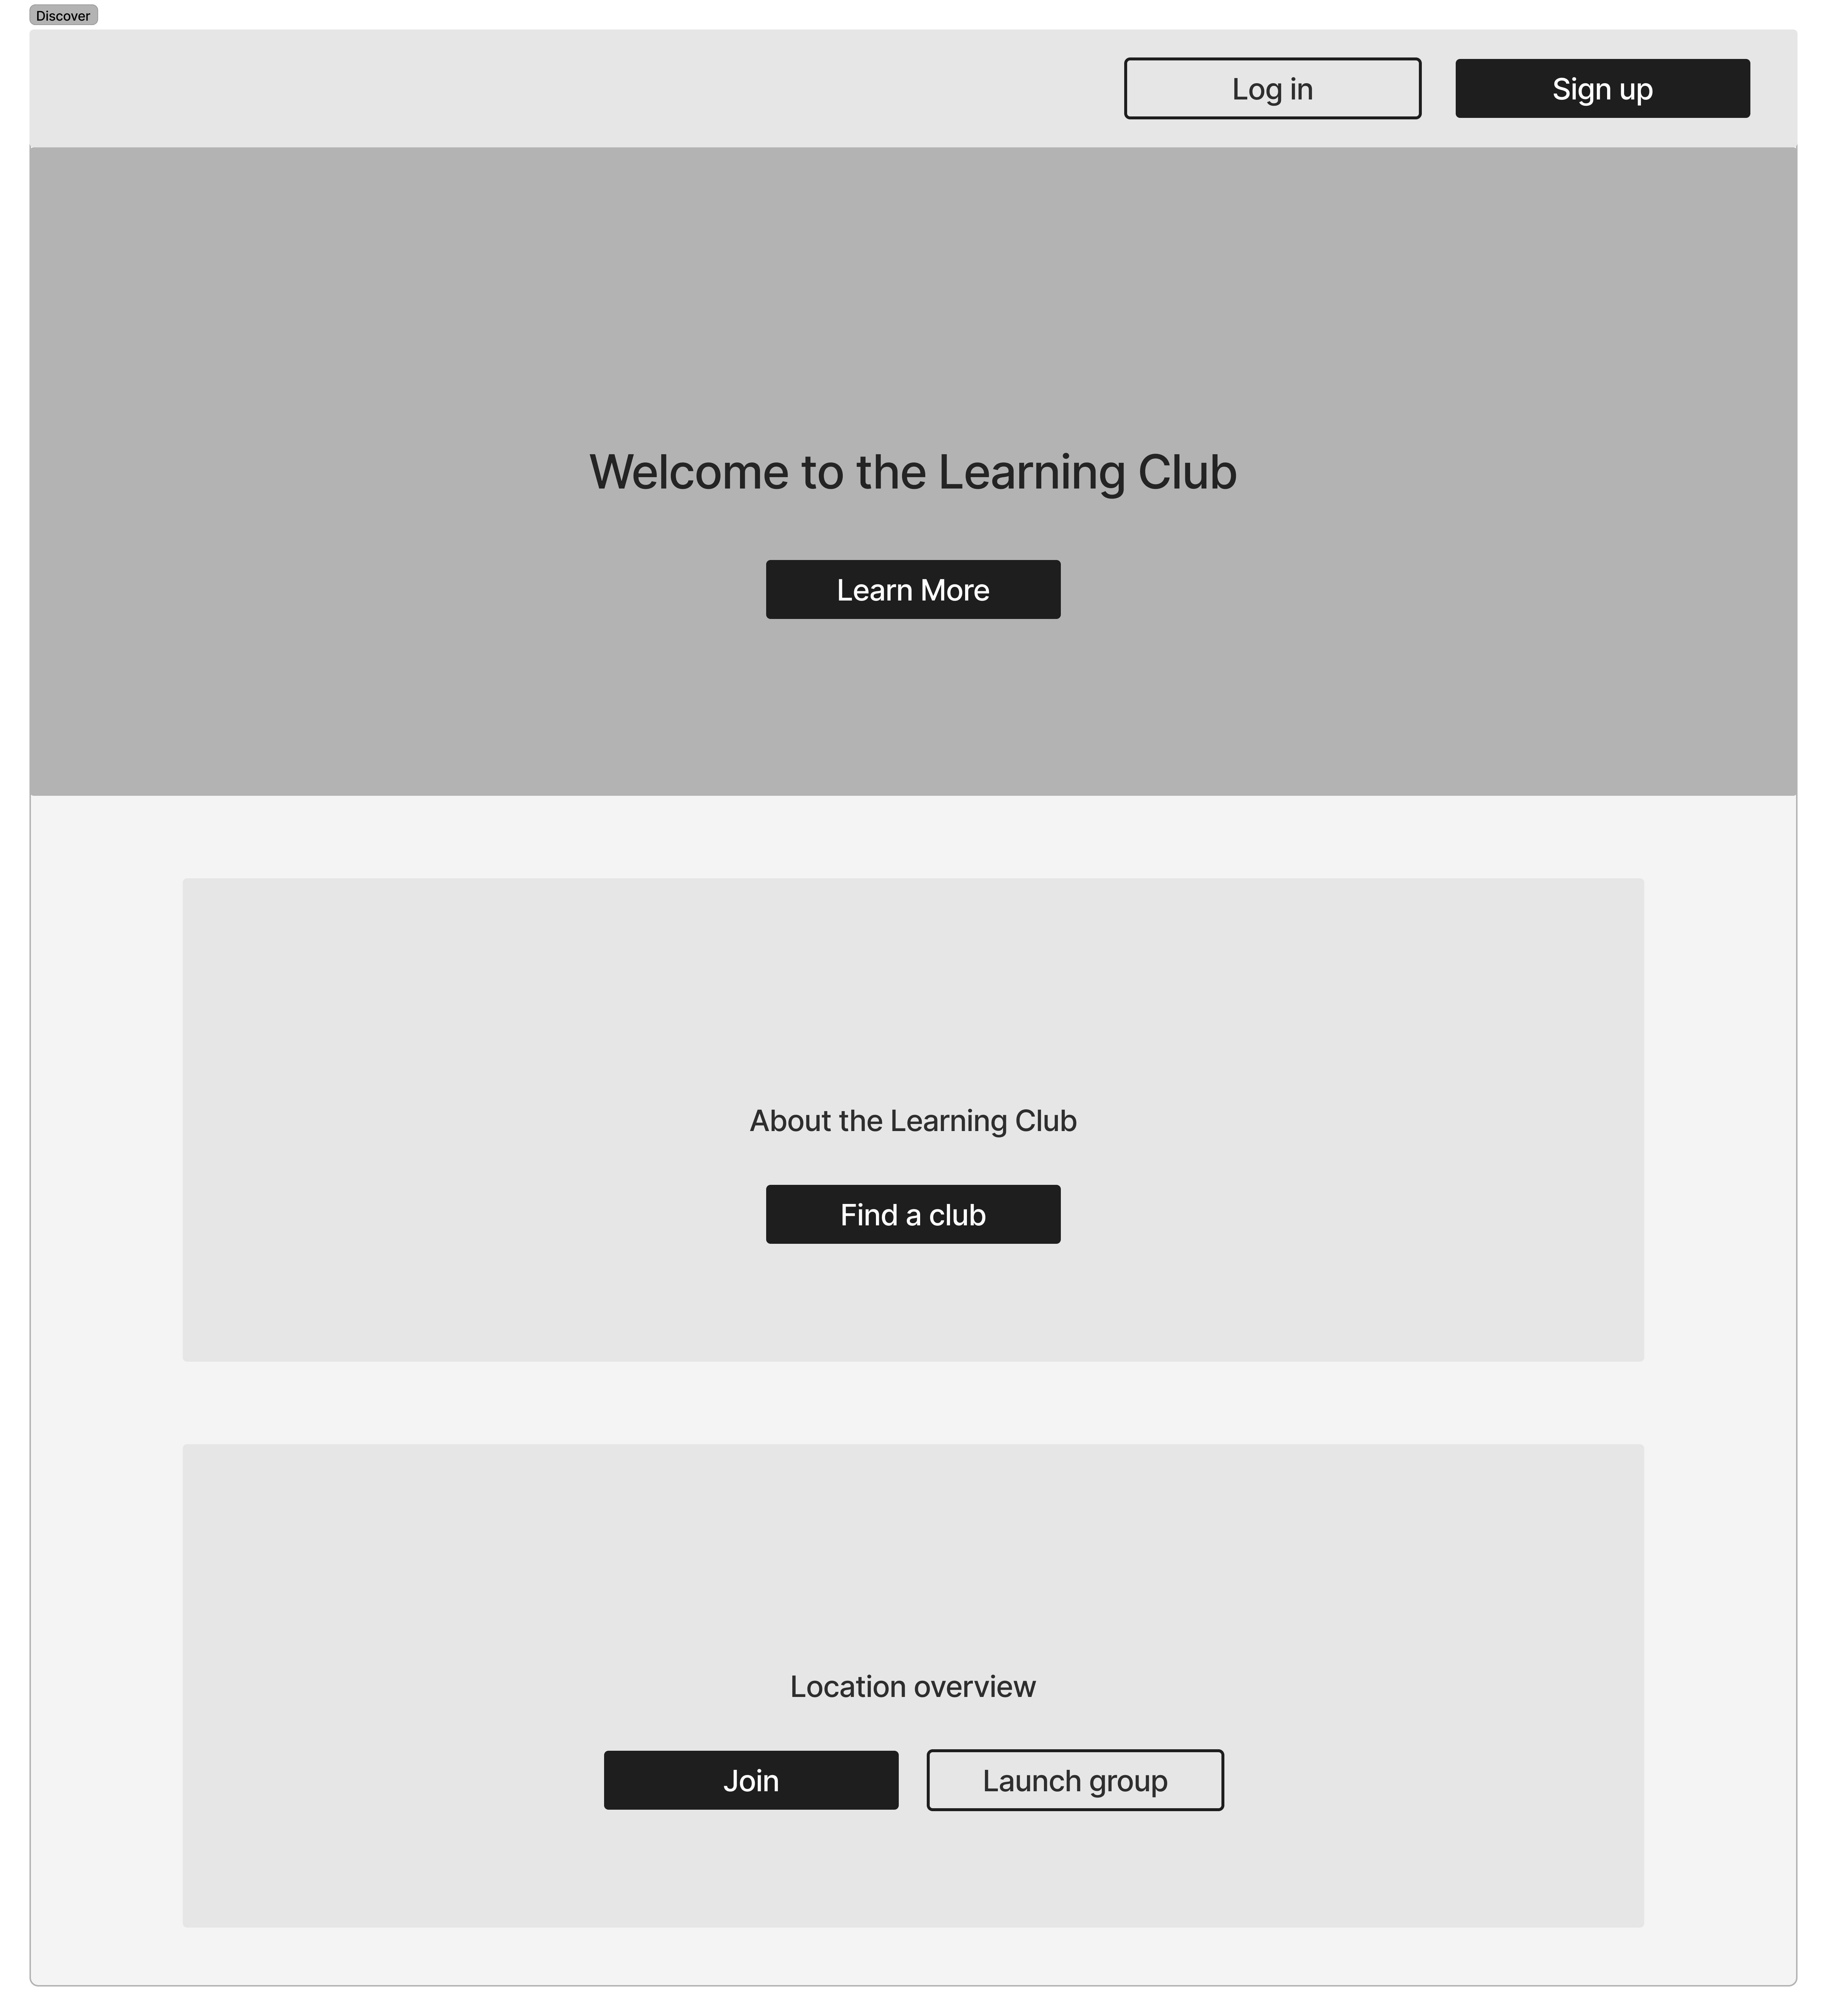 Discover
Log in
Sign up
Welcome to the Learning Club
Learn More
About the Learning Club
Find a club
Location overview
Join
Launch group